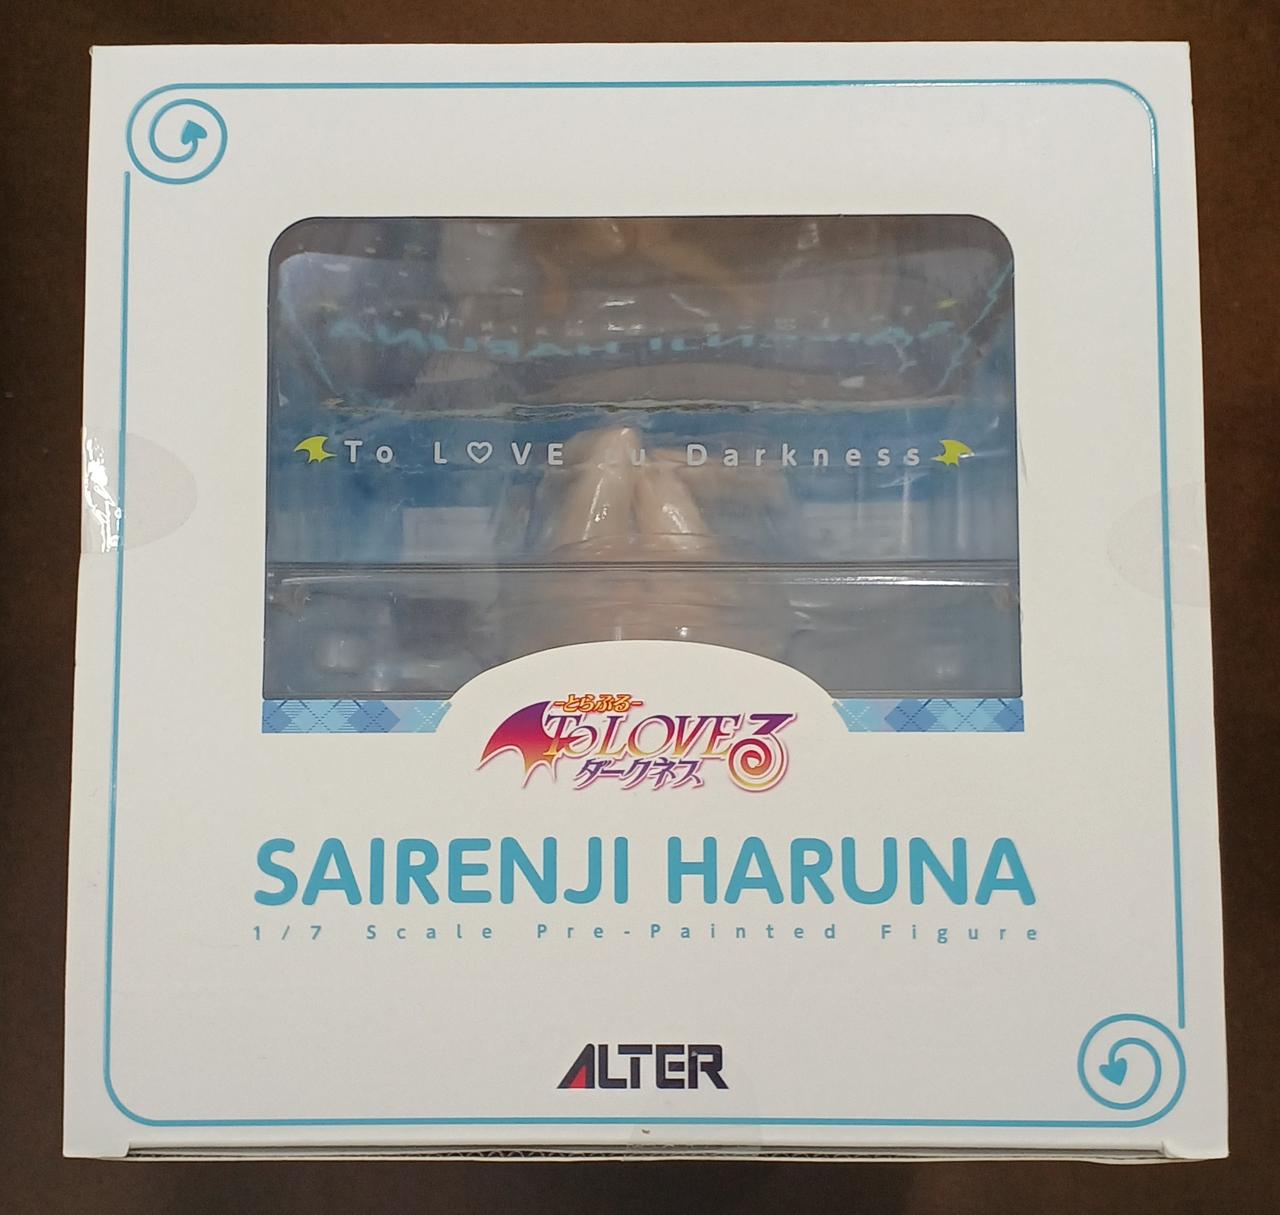 To L♡VE ru Darkness
-とらぶる-
To LOVEる
ダークネス
SAIRENJI HARUNA
1/7 Scale Pre-Painted Figure
ALTER